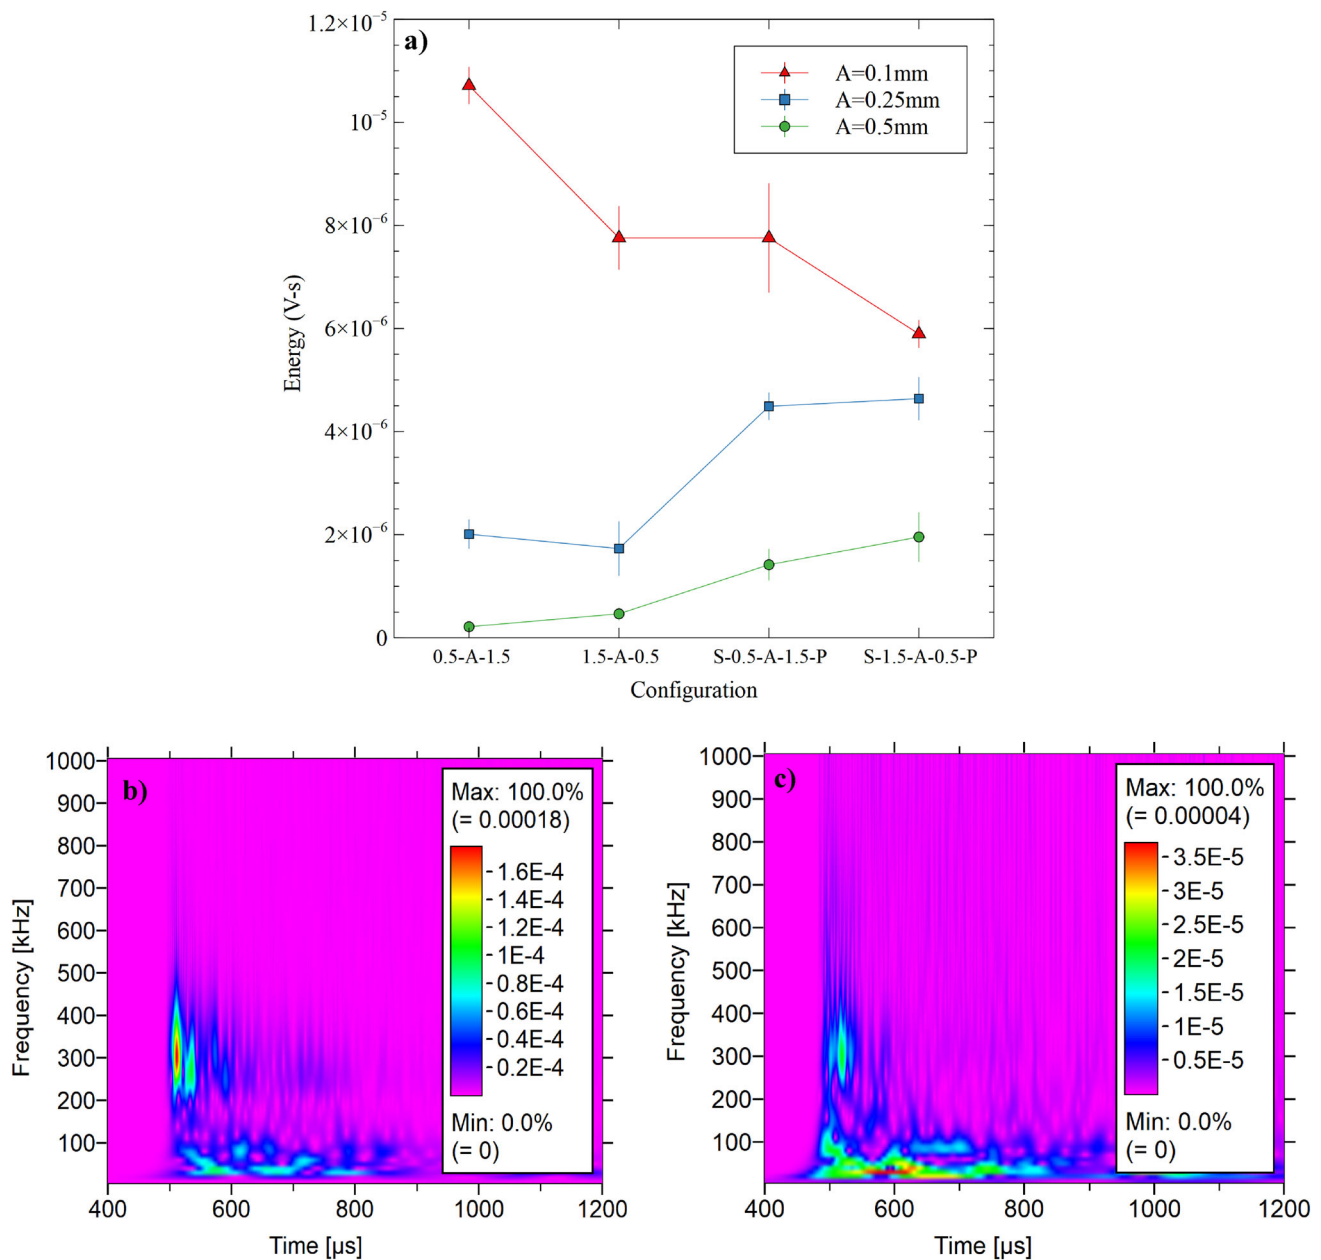 a)
1.2×10⁻⁵
10⁻⁵
8×10⁻⁶
6×10⁻⁶
4×10⁻⁶
2×10⁻⁶
0
Energy (V-s)
A=0.1mm
A=0.25mm
A=0.5mm
0.5-A-1.5 1.5-A-0.5 S-0.5-A-1.5-P S-1.5-A-0.5-P
Configuration
b)
1000
900
800
700
600
500
400
300
200
100
Frequency [kHz]
Max: 100.0%
(= 0.00018)
1.6E-4
1.4E-4
1.2E-4
1E-4
0.8E-4
0.6E-4
0.4E-4
0.2E-4
Min: 0.0%
(= 0)
400 600 800 1000 1200
Time [µs]
c)
1000
900
800
700
600
500
400
300
200
100
Frequency [kHz]
Max: 100.0%
(= 0.00004)
3.5E-5
3E-5
2.5E-5
2E-5
1.5E-5
1E-5
0.5E-5
Min: 0.0%
(= 0)
400 600 800 1000 1200
Time [µs]